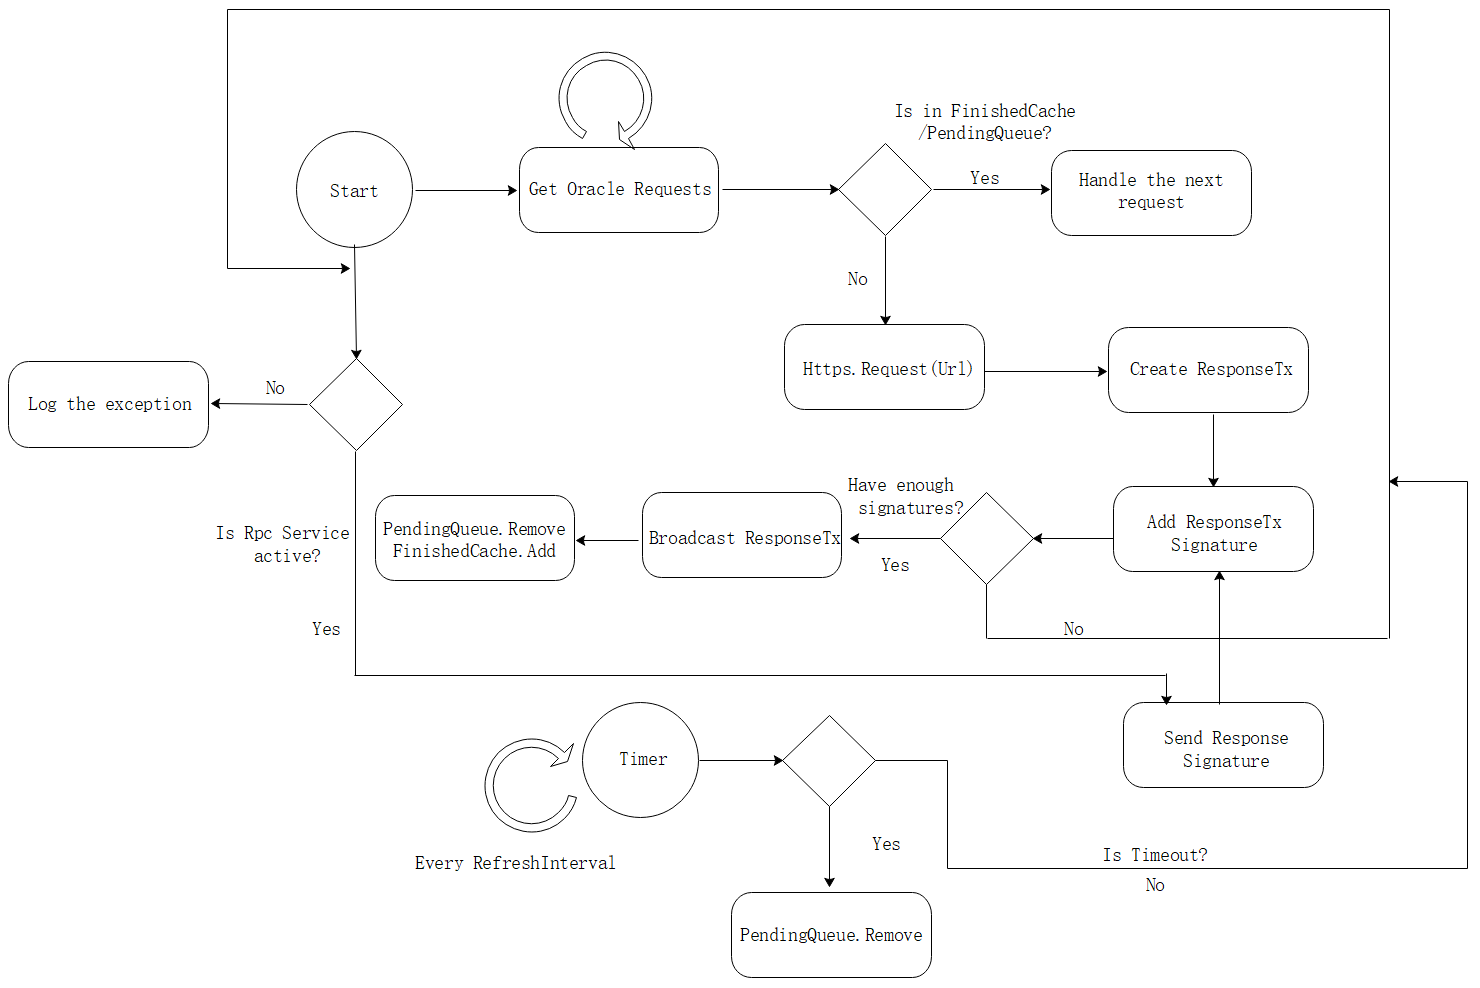 Is in FinishedCache
/PendingQueue?
Start
Get Oracle Requests
Yes
Handle the next
request
No
Https.Request(Url)
Create ResponseTx
No
Log the exception
Have enough
signatures?
Is Rpc Service
active?
PendingQueue.Remove
FinishedCache.Add
Broadcast ResponseTx
Yes
Add ResponseTx
Signature
Yes
No
Send Response
Signature
Timer
Every RefreshInterval
Yes
Is Timeout?
No
PendingQueue.Remove